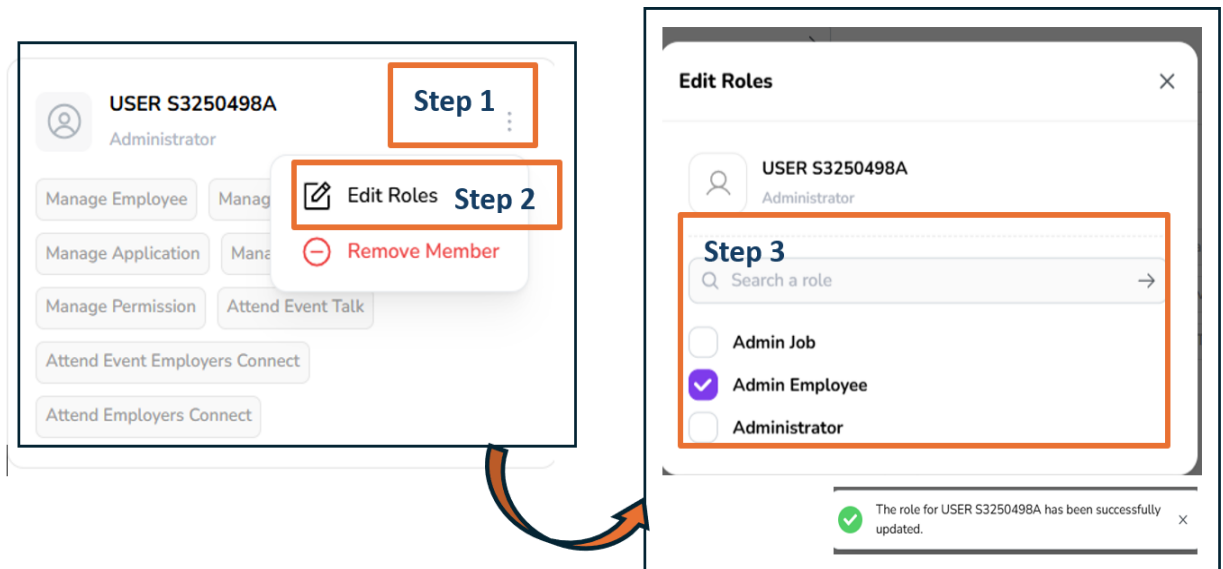 USER S3250498A
Administrator
Step 1
Edit Roles
Step 2
Remove Member
Manage Employee
Manag
Manage Application
Mana
Manage Permission
Attend Event Talk
Attend Event Employers Connect
Attend Employers Connect
Edit Roles
USER S3250498A
Administrator
Step 3
Search a role
Admin Job
Admin Employee
Administrator
The role for USER S3250498A has been successfully
updated.